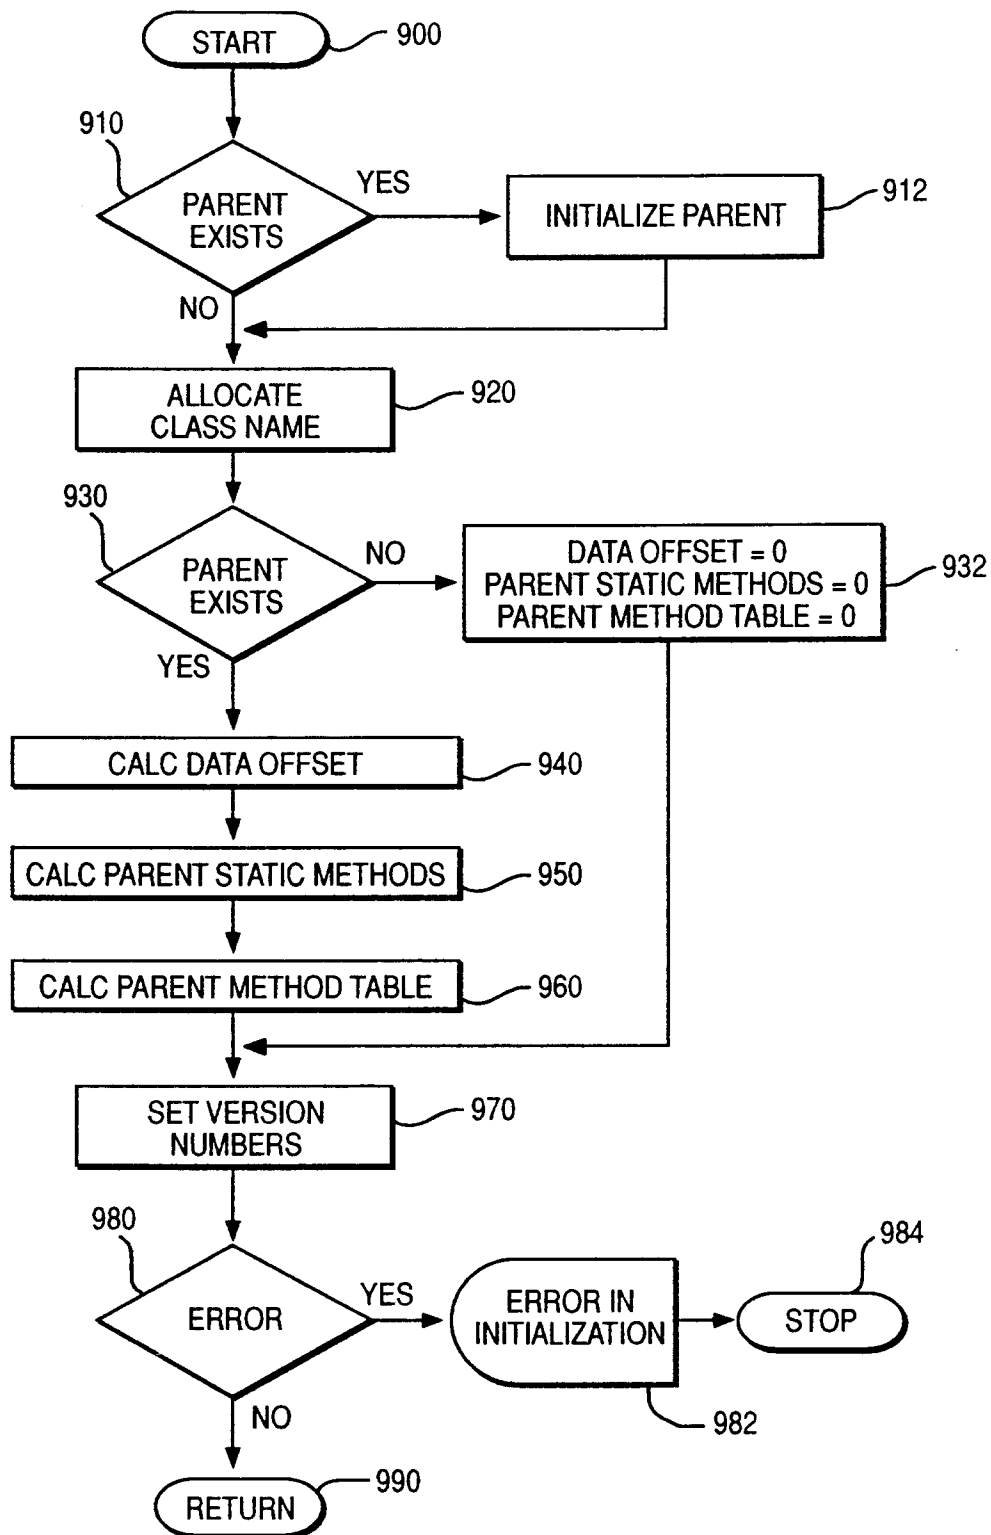 START
900
910
PARENT
EXISTS
YES
INITIALIZE PARENT
912
NO
ALLOCATE
CLASS NAME
920
930
PARENT
EXISTS
NO
DATA OFFSET = 0
PARENT STATIC METHODS = 0
PARENT METHOD TABLE = 0
932
YES
CALC DATA OFFSET
940
CALC PARENT STATIC METHODS
950
CALC PARENT METHOD TABLE
960
SET VERSION
NUMBERS
970
980
ERROR
YES
ERROR IN
INITIALIZATION
982
984
STOP
NO
RETURN
990